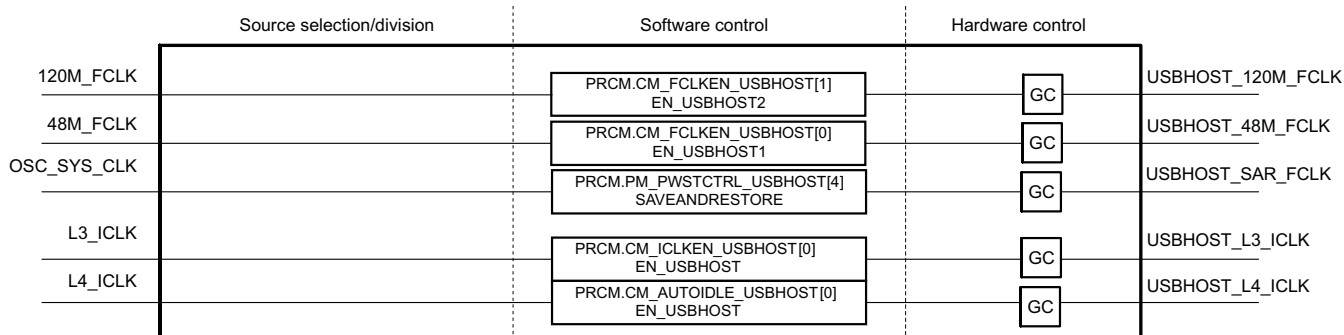 Source selection/division
Software control
Hardware control
120M_FCLK
PRCM.CM_FCLKEN_USBHOST[1]
EN_USBHOST2
GC
USBHOST_120M_FCLK
48M_FCLK
PRCM.CM_FCLKEN_USBHOST[0]
EN_USBHOST1
GC
USBHOST_48M_FCLK
OSC_SYS_CLK
PRCM.PM_PWSTCTRL_USBHOST[4]
SAVEANDRESTORE
GC
USBHOST_SAR_FCLK
L3_ICLK
PRCM.CM_ICLKEN_USBHOST[0]
EN_USBHOST
GC
USBHOST_L3_ICLK
L4_ICLK
PRCM.CM_AUTOIDLE_USBHOST[0]
EN_USBHOST
GC
USBHOST_L4_ICLK